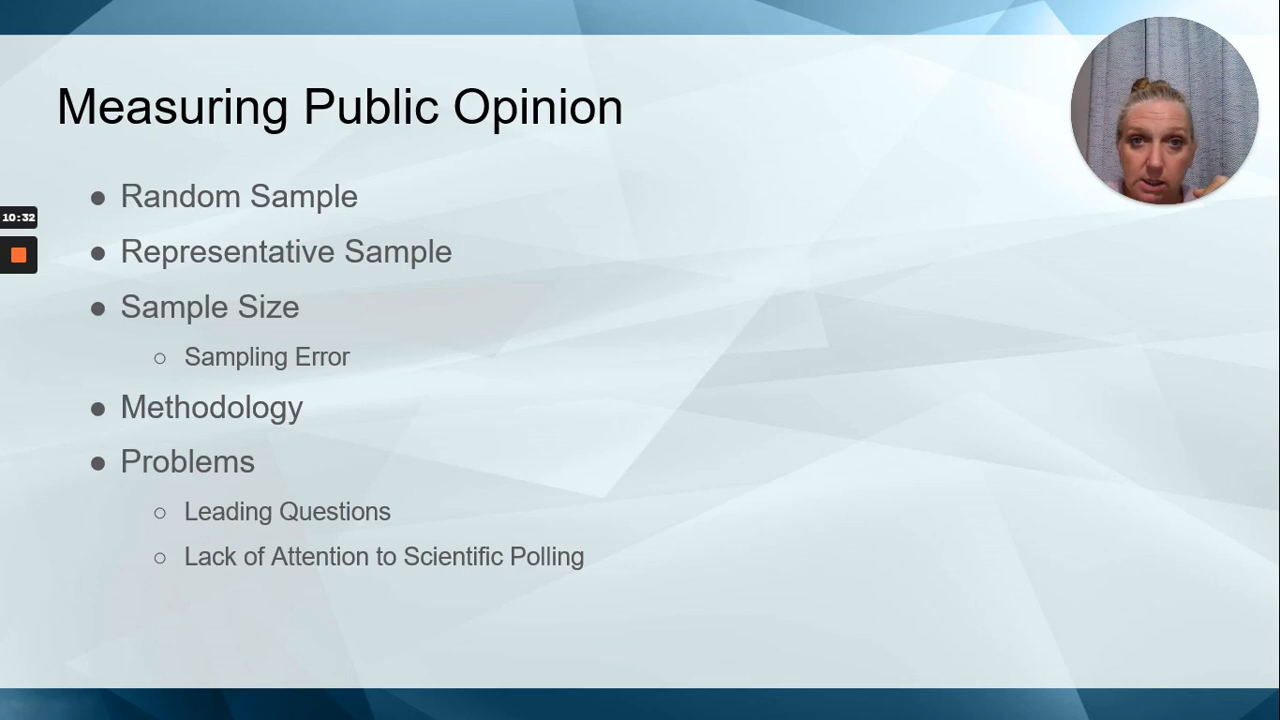 Measuring Public Opinion
● Random Sample
● Representative Sample
● Sample Size
○ Sampling Error
● Methodology
● Problems
○ Leading Questions
○ Lack of Attention to Scientific Polling
10:32